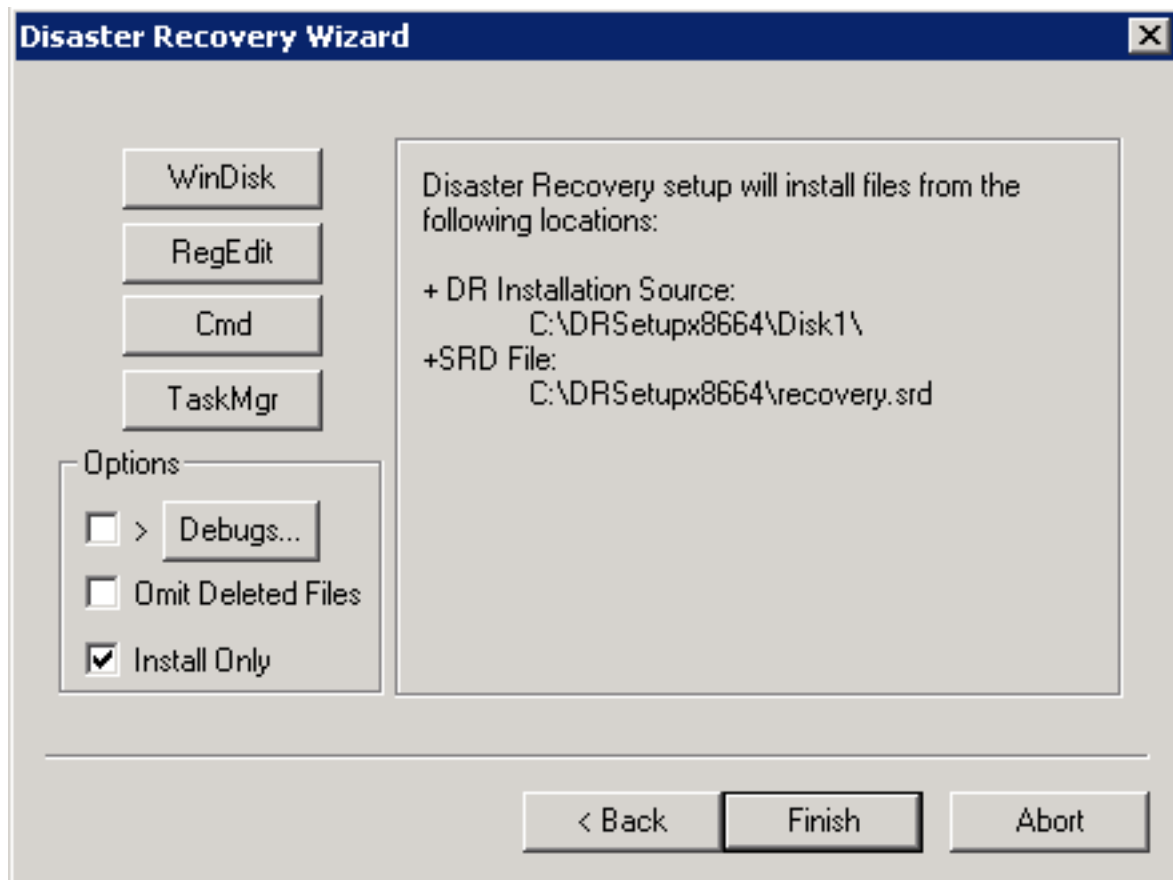 Disaster Recovery Wizard
WinDisk
RegEdit
Cmd
TaskMgr
Options
> Debugs...
Omit Deleted Files
Install Only
Disaster Recovery setup will install files from the
following locations:
+ DR Installation Source:
C:\DRSetupx8664\Disk1\
+SRD File:
C:\DRSetupx8664\recovery.srd
< Back
Finish
Abort